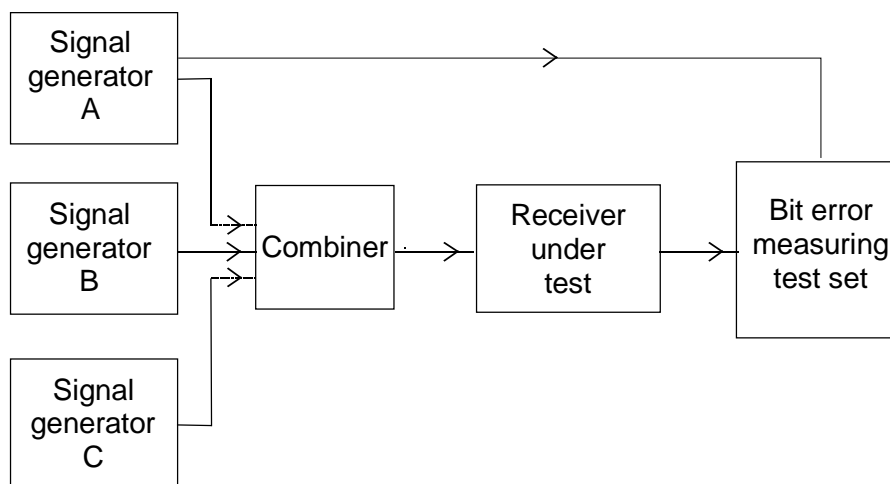 Signal
generator
A
Signal
generator
B
Signal
generator
C
Combiner
Receiver
under
test
Bit error
measuring
test set